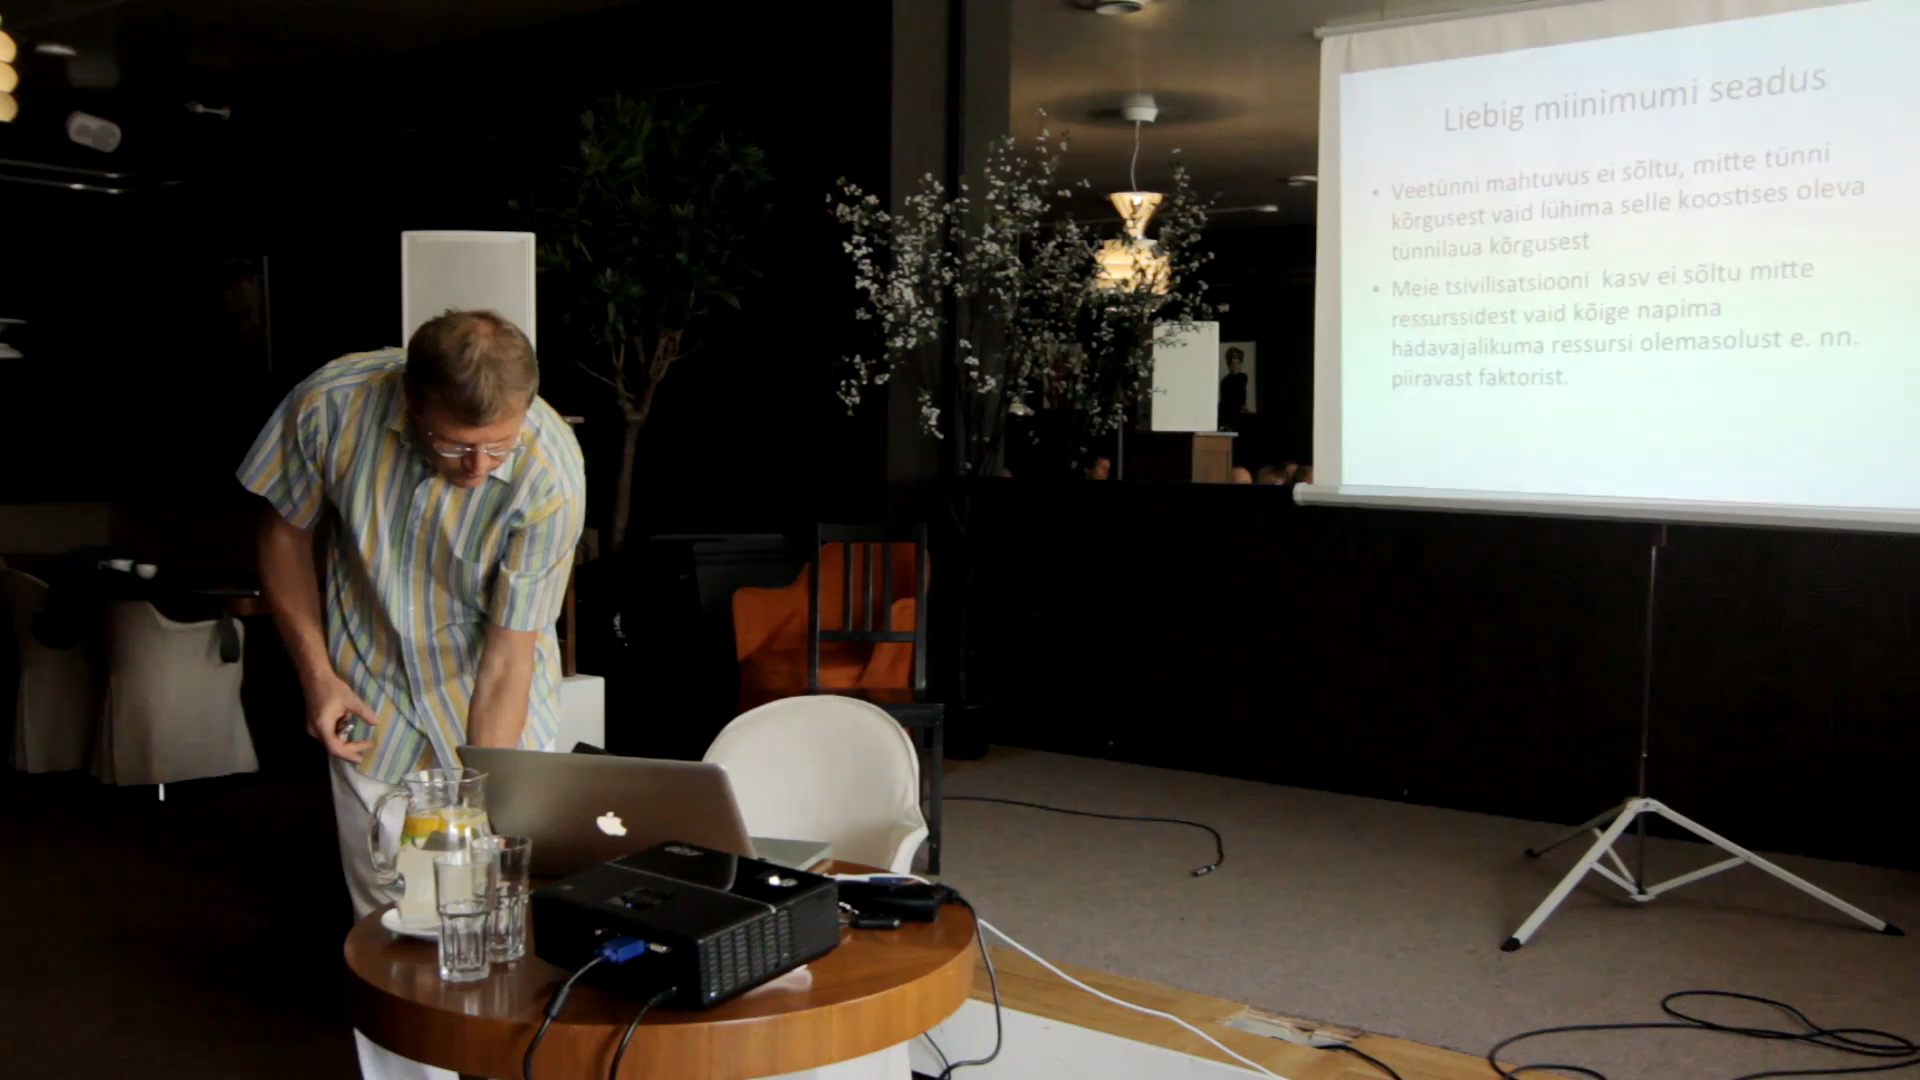 Liebig miinimumi seadus
• Veetünni mahtuvus ei sõltu, mitte tünni
kõrgusest vaid lühima selle koostises oleva
tünnilaua kõrgusest
• Meie tsivilisatsiooni kasv ei sõltu mitte
ressurssidest vaid kõige napima
hädavajalikuma ressursi olemasolust e. nn.
piiravast faktorist.